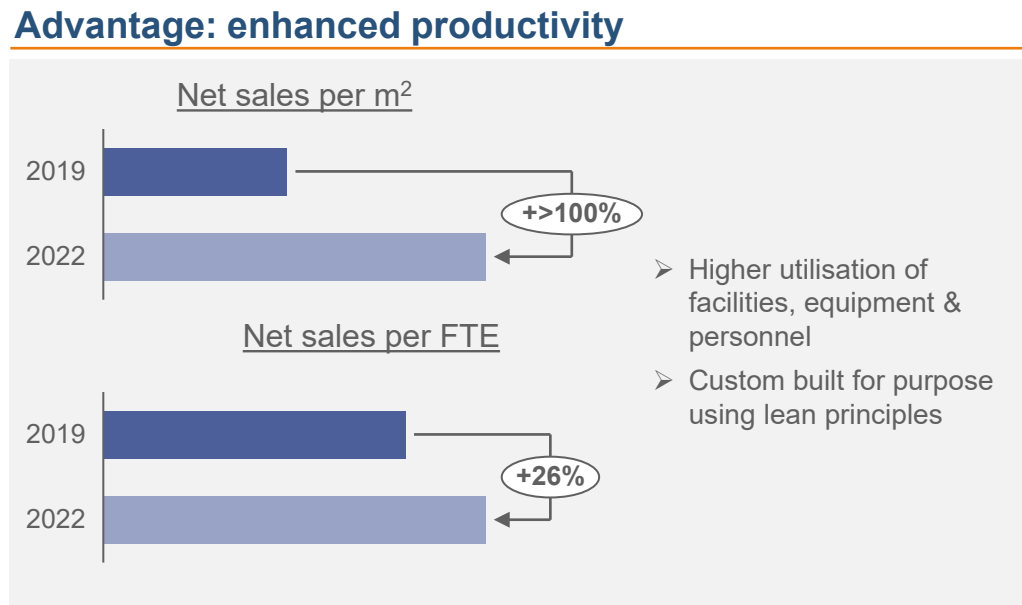 Advantage: enhanced productivity
Net sales per m²
2019
+>100%
2022
Net sales per FTE
2019
+26%
2022
➢ Higher utilisation of
facilities, equipment &
personnel
➢ Custom built for purpose
using lean principles